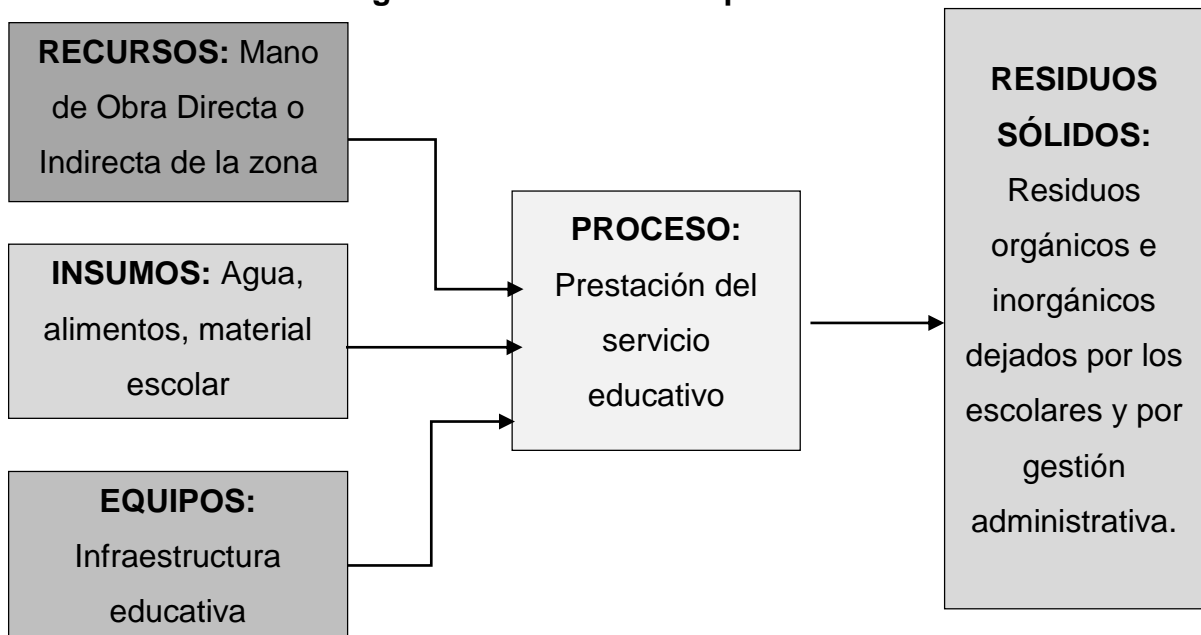 RECURSOS: Mano
de Obra Directa o
Indirecta de la zona
INSUMOS: Agua,
alimentos, material
escolar
EQUIPOS:
Infraestructura
educativa
PROCESO:
Prestación del
servicio
educativo
RESIDUOS
SÓLIDOS:
Residuos
orgánicos e
inorgánicos
dejados por los
escolares y por
gestión
administrativa.